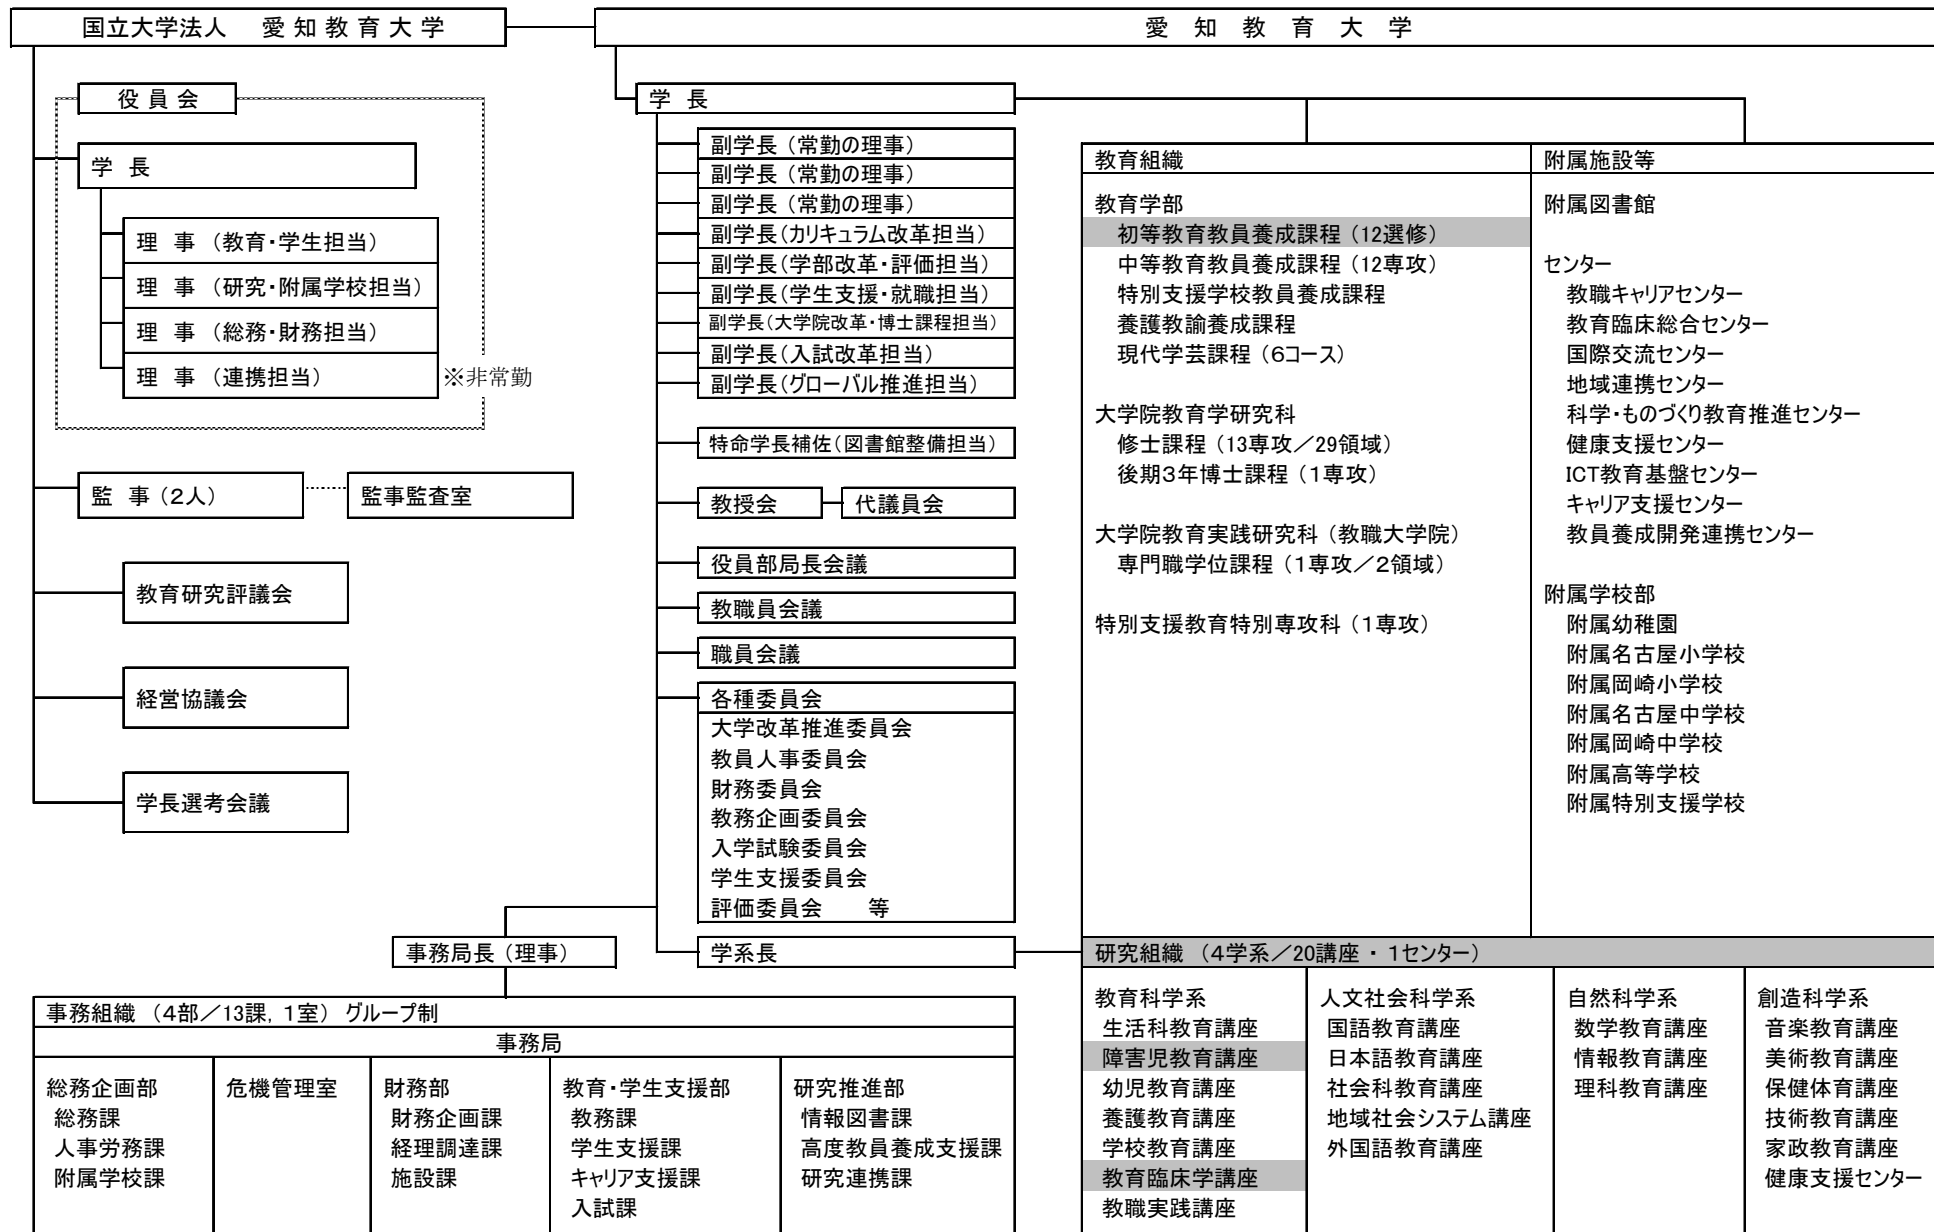 国立大学法人 愛知教育大学
愛知教育大学
役員会
学長
理事（教育・学生担当）
理事（研究・附属学校担当）
理事（総務・財務担当）
理事（連携担当）
※非常勤
監事（2人）
監事監査室
教育研究評議会
経営協議会
学長選考会議
学長
副学長（常勤の理事）
副学長（常勤の理事）
副学長（常勤の理事）
副学長（カリキュラム改革担当）
副学長（学部改革・評価担当）
副学長（学生支援・就職担当）
副学長（大学院改革・博士課程担当）
副学長（入試改革担当）
副学長（グローバル推進担当）
特命学長補佐（図書館整備担当）
教授会
代議員会
役員部局長会議
教職員会議
職員会議
各種委員会
大学改革推進委員会
教員人事委員会
財務委員会
教務企画委員会
入学試験委員会
学生支援委員会
評価委員会 等
学系長
事務局長（理事）
教育組織
教育学部
初等教育教員養成課程（12選修）
中等教育教員養成課程（12専攻）
特別支援学校教員養成課程
養護教諭養成課程
現代学芸課程（6コース）
大学院教育学研究科
修士課程（13専攻／29領域）
後期3年博士課程（1専攻）
大学院教育実践研究科（教職大学院）
専門職学位課程（1専攻／2領域）
特別支援教育特別専攻科（1専攻）
附属施設等
附属図書館
センター
教職キャリアセンター
教育臨床総合センター
国際交流センター
地域連携センター
科学・ものづくり教育推進センター
健康支援センター
ICT教育基盤センター
キャリア支援センター
教員養成開発連携センター
附属学校部
附属幼稚園
附属名古屋小学校
附属岡崎小学校
附属名古屋中学校
附属岡崎中学校
附属高等学校
附属特別支援学校
研究組織（4学系／20講座・1センター）
教育科学系
生活科教育講座
障害児教育講座
幼児教育講座
養護教育講座
学校教育講座
教育臨床学講座
教職実践講座
人文社会科学系
国語教育講座
日本語教育講座
社会科教育講座
地域社会システム講座
外国語教育講座
自然科学系
数学教育講座
情報教育講座
理科教育講座
創造科学系
音楽教育講座
美術教育講座
保健体育講座
技術教育講座
家政教育講座
健康支援センター
事務組織（4部／13課, 1室）グループ制
事務局
総務企画部
総務課
人事労務課
附属学校課
危機管理室
財務部
財務企画課
経理調達課
施設課
教育・学生支援部
教務課
学生支援課
キャリア支援課
入試課
研究推進部
情報図書課
高度教員養成支援課
研究連携課